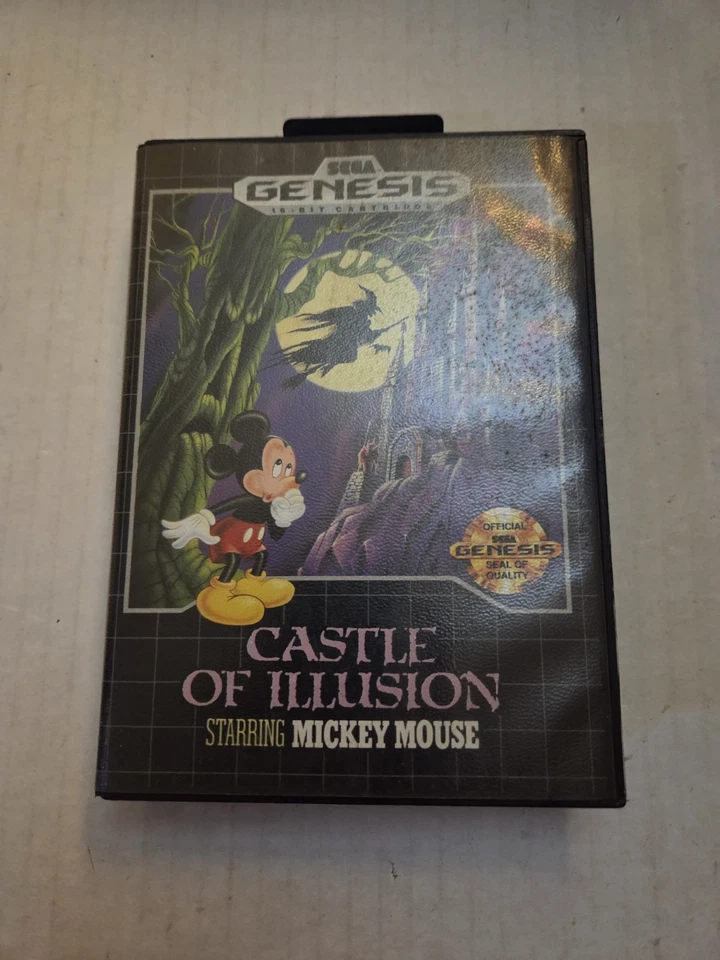 SEGA
GENESIS
16-BIT CARTRIDGE
OFFICIAL
SEGA
GENESIS
SEAL OF
QUALITY
CASTLE
OF ILLUSION
STARRING MICKEY MOUSE